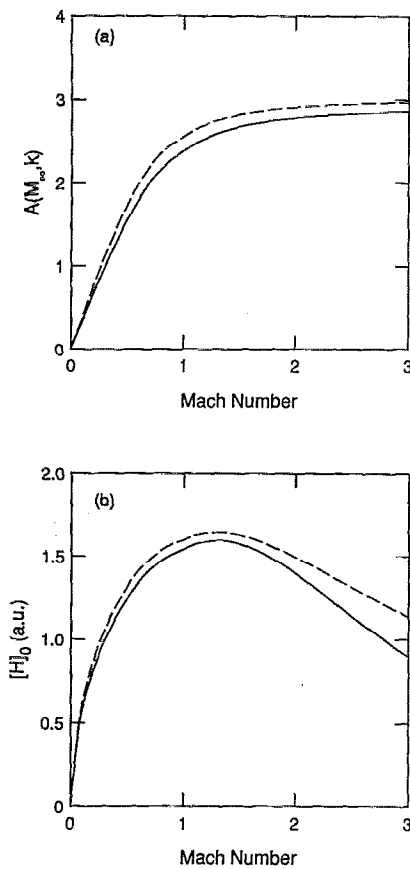 (a)
4
3
2
1
0
A(M∞,k)
0 1 2 3
Mach Number
(b)
2.0
1.5
1.0
0.5
0
[H]0 (a.u.)
0 1 2 3
Mach Number